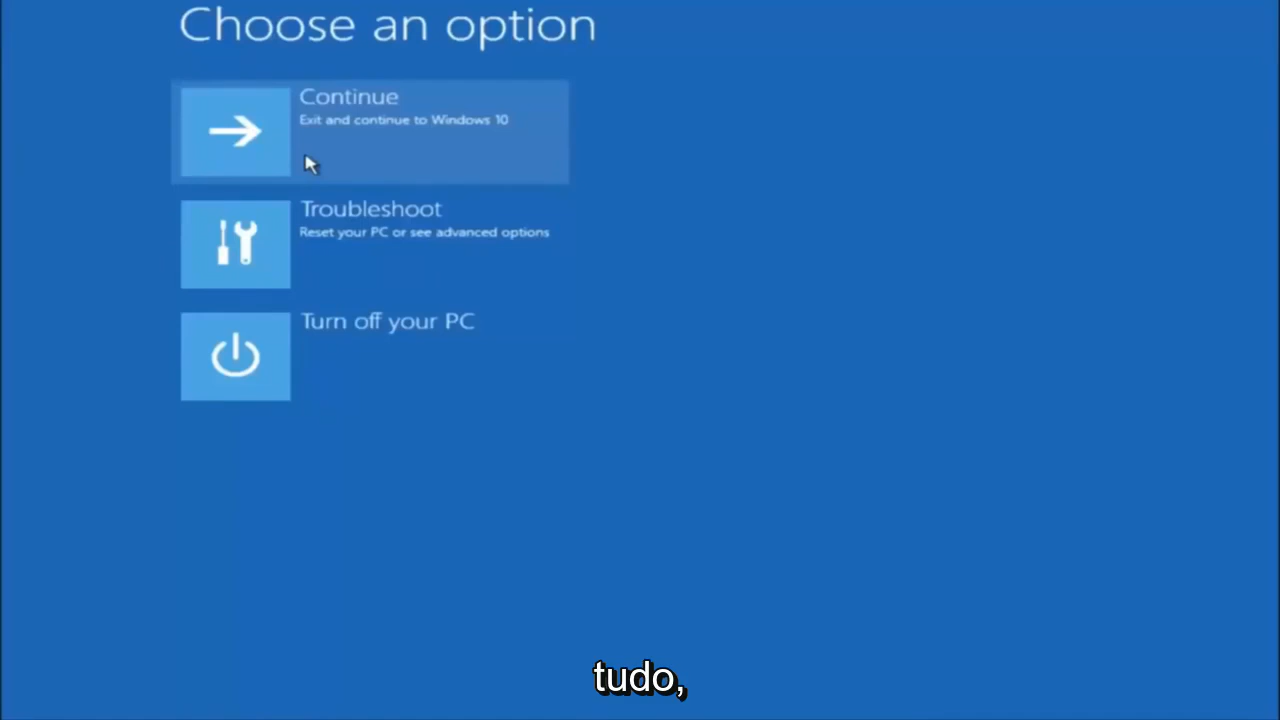 Choose an option
Continue
Exit and continue to Windows 10
Troubleshoot
Reset your PC or see advanced options
Turn off your PC
tudo,